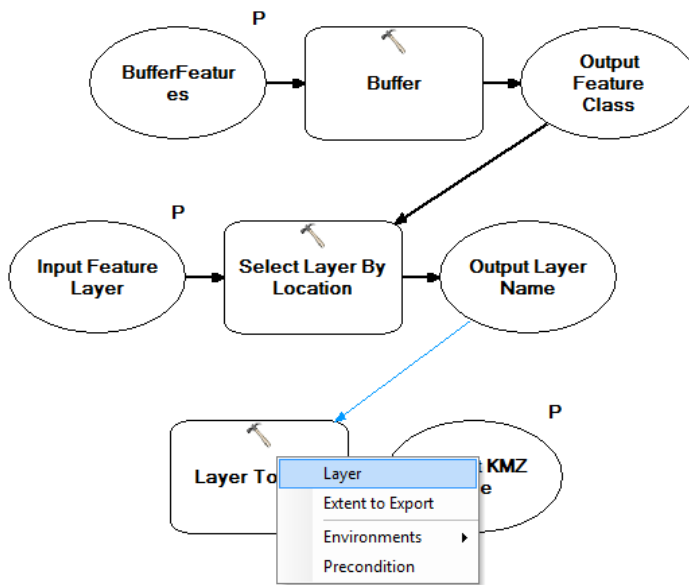 P
BufferFeatur
es
Buffer
Output
Feature
Class
P
Input Feature
Layer
Select Layer By
Location
Output Layer
Name
P
Layer To
KMZ
Layer
Extent to Export
Environments
Precondition